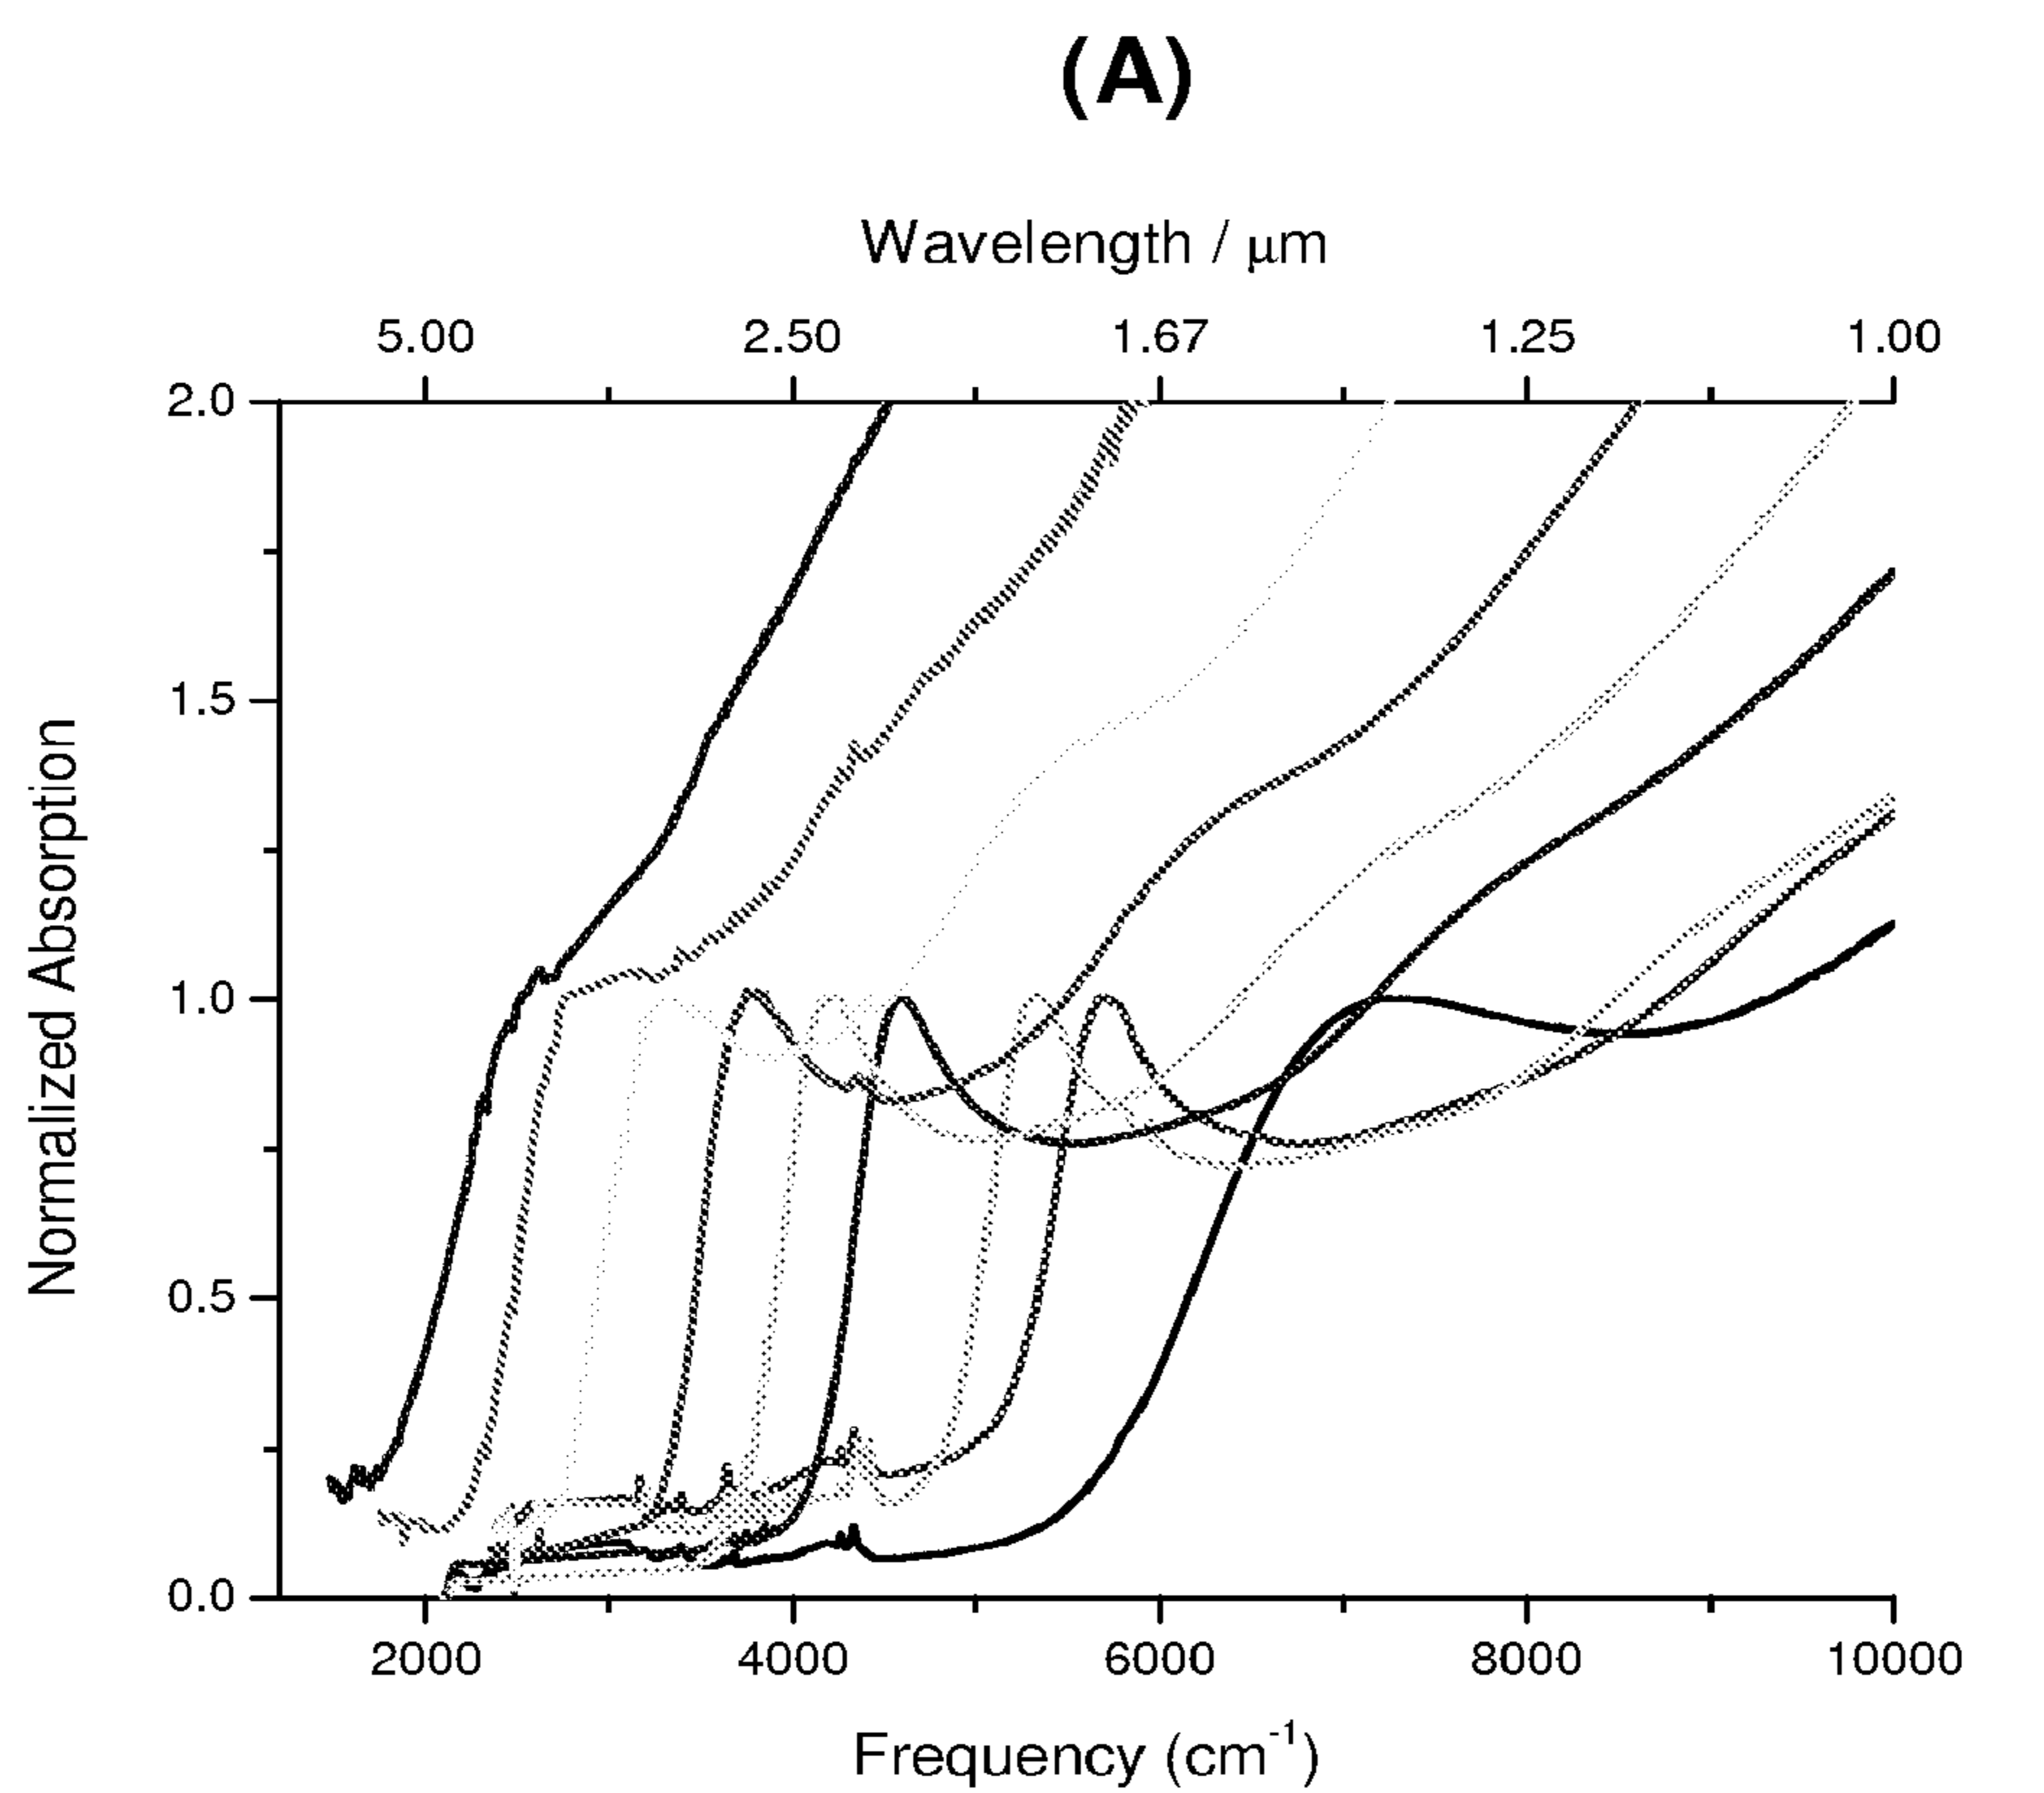 (A)
Wavelength / μm
5.00 2.50 1.67 1.25 1.00
2.0
1.5
1.0
0.5
0.0
Normalized Absorption
2000 4000 6000 8000 10000
Frequency (cm⁻¹)